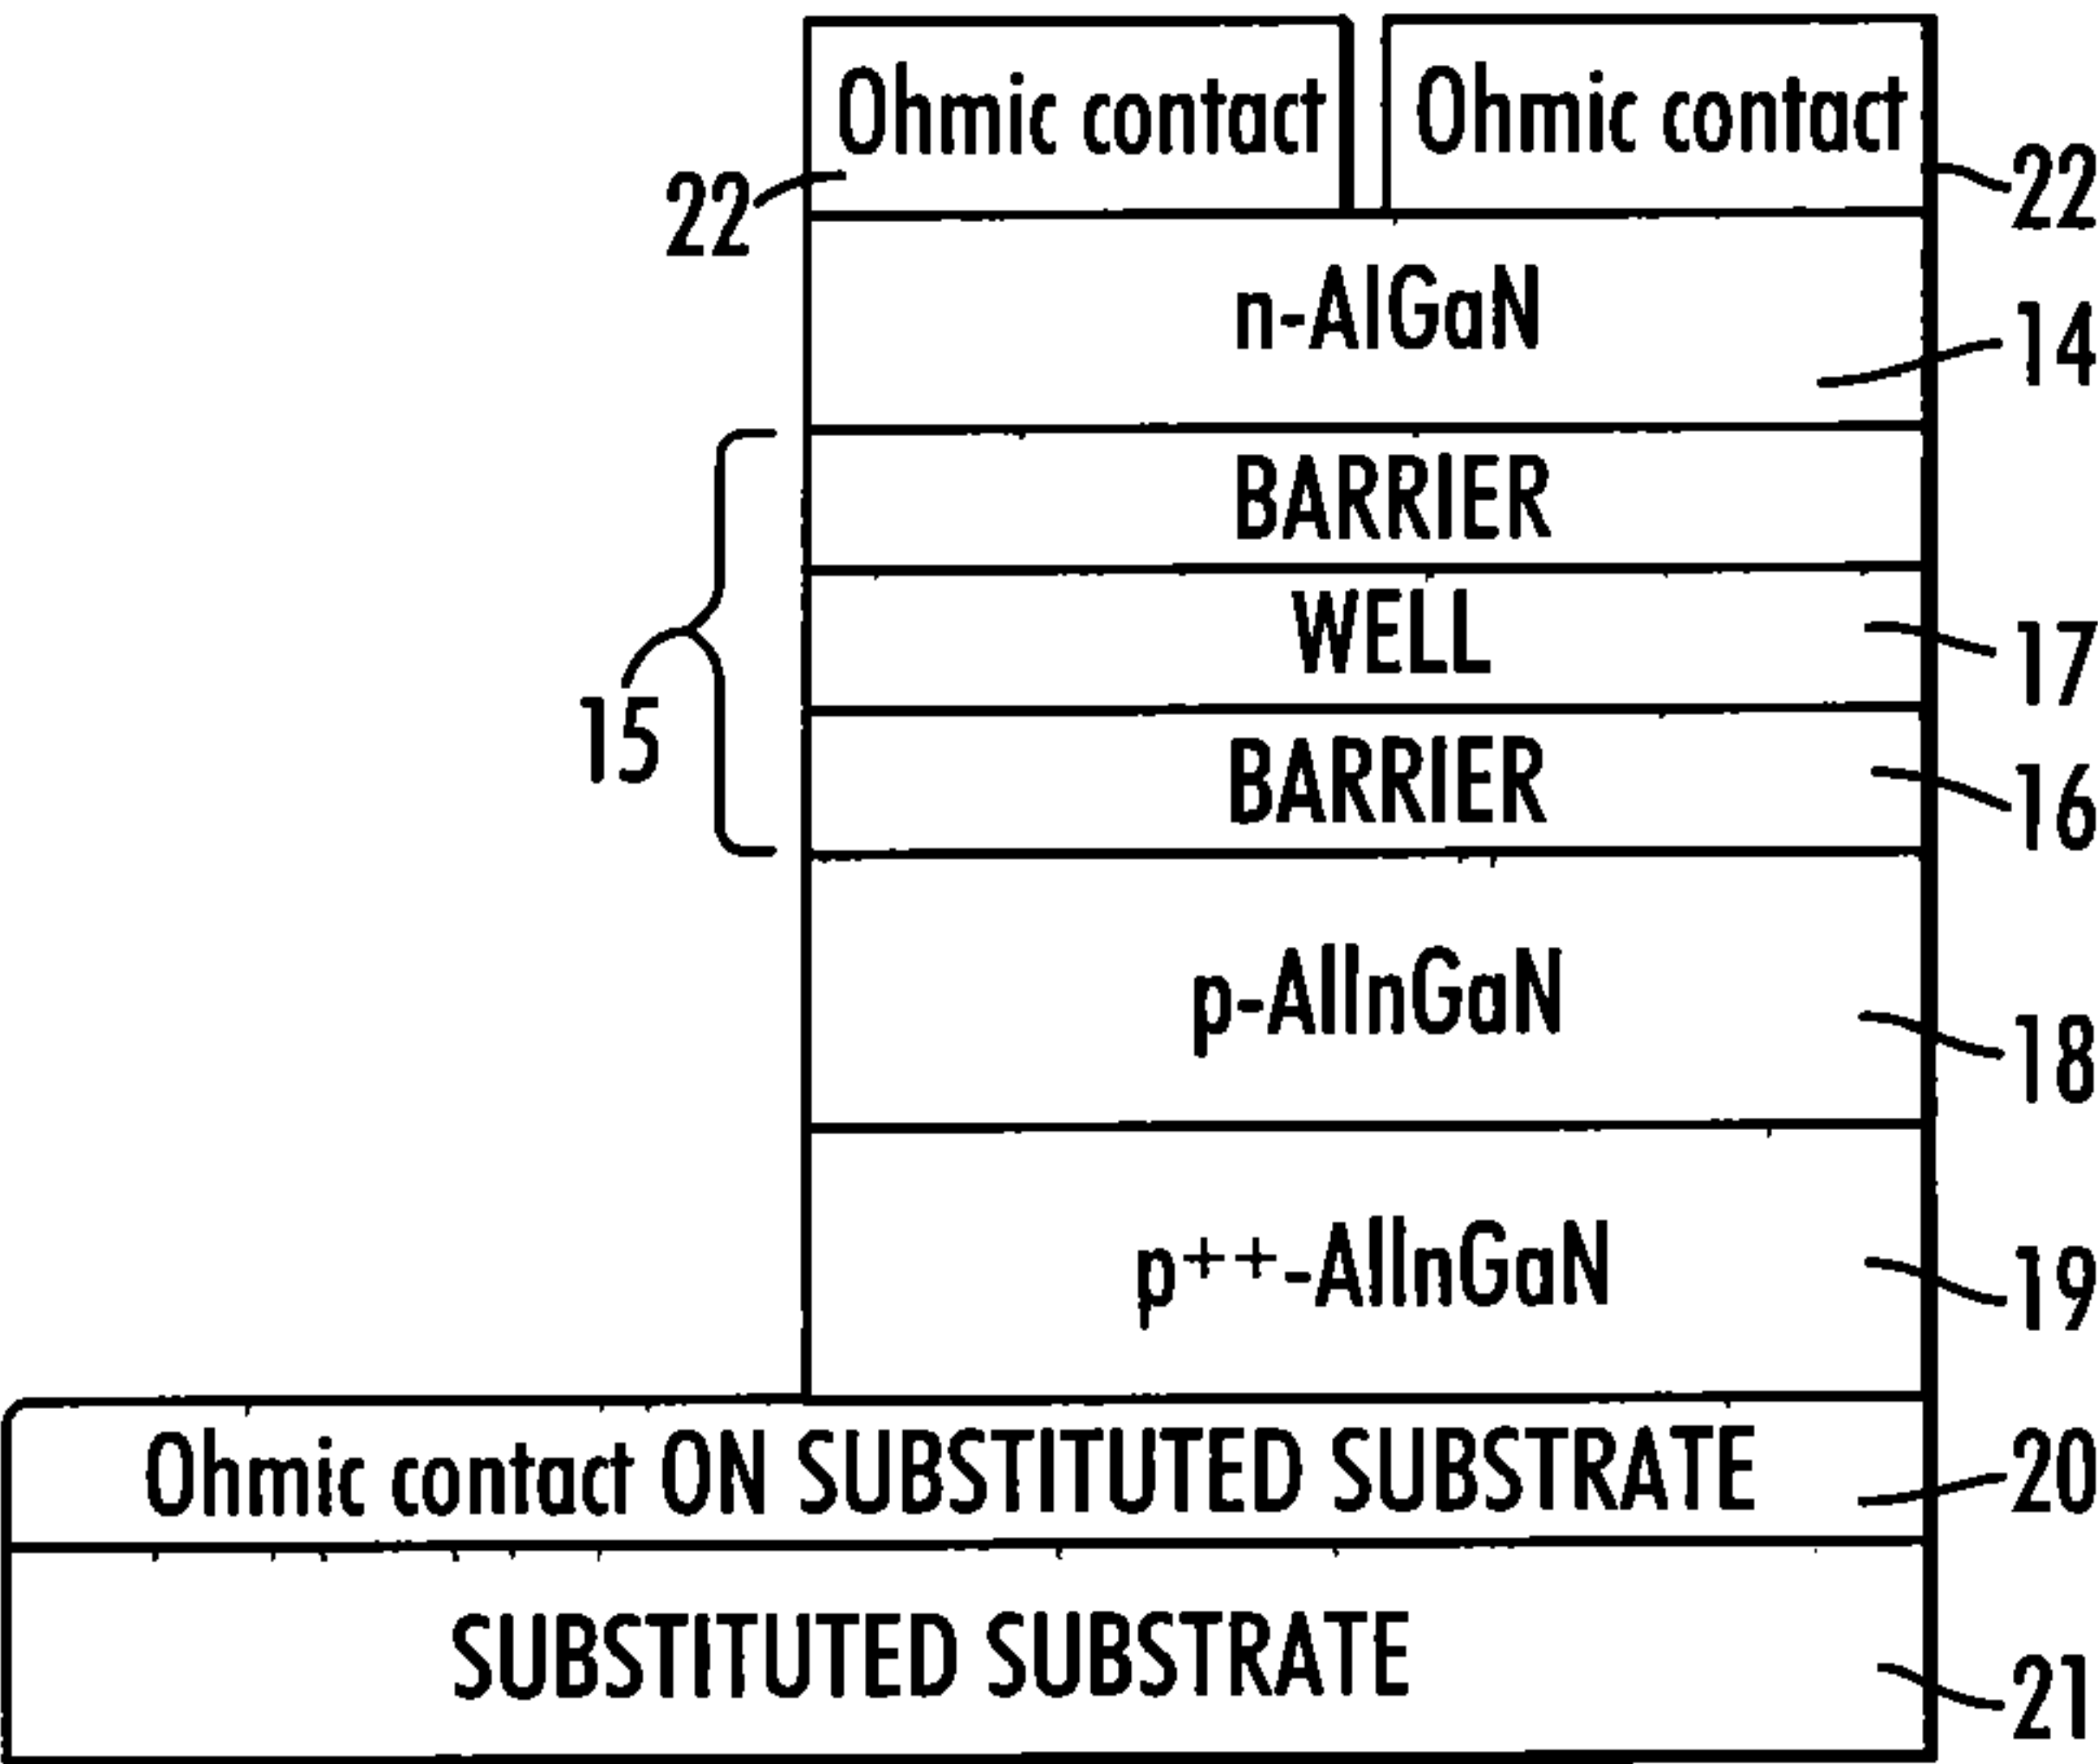 Ohmic contact Ohmic contact
22 22
n-AlGaN
14
BARRIER
WELL
17
15
BARRIER
16
p-AlInGaN
18
p++-AlInGaN
19
Ohmic contact ON SUBSTITUTED SUBSTRATE
20
SUBSTITUTED SUBSTRATE
21